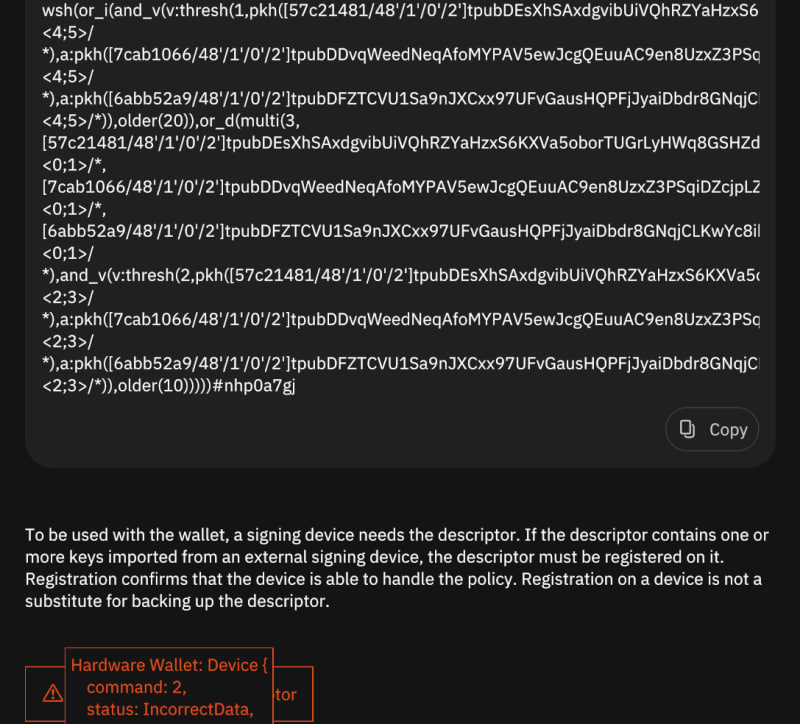 wsh(or_i(and_v(v:thresh(1,pkh([57c21481/48'/1'/0'/2']tpubDEsXhSAxdgvibUiVQhRZYaHzxS6
<4;5>/
*),a:pkh([7cab1066/48'/1'/0'/2']tpubDDvqWeedNeqAfoMYPAV5ewJcgQEuuAC9en8UzxZ3PSq
<4;5>/
*),a:pkh([6abb52a9/48'/1'/0'/2']tpubDFZTCVU1Sa9nJXCxx97UFvGausHQPFjJyaiDbdr8GNqjC
<4;5>/*)),older(20)),or_d(multi(3,
[57c21481/48'/1'/0'/2']tpubDEsXhSAxdgvibUiVQhRZYaHzxS6KXVa5oborTUGrLyHWq8GSHZd
<0;1>/*,
[7cab1066/48'/1'/0'/2']tpubDDvqWeedNeqAfoMYPAV5ewJcgQEuuAC9en8UzxZ3PSqiDZcjpLZ
<0;1>/*,
[6abb52a9/48'/1'/0'/2']tpubDFZTCVU1Sa9nJXCxx97UFvGausHQPFjJyaiDbdr8GNqjCLKwYc8i
<0;1>/
*),and_v(v:thresh(2,pkh([57c21481/48'/1'/0'/2']tpubDEsXhSAxdgvibUiVQhRZYaHzxS6KXVa5
<2;3>/
*),a:pkh([7cab1066/48'/1'/0'/2']tpubDDvqWeedNeqAfoMYPAV5ewJcgQEuuAC9en8UzxZ3PSq
<2;3>/
*),a:pkh([6abb52a9/48'/1'/0'/2']tpubDFZTCVU1Sa9nJXCxx97UFvGausHQPFjJyaiDbdr8GNqjC
<2;3>/*)),older(10)))))#nhp0a7gj
Copy
To be used with the wallet, a signing device needs the descriptor. If the descriptor contains one or
more keys imported from an external signing device, the descriptor must be registered on it.
Registration confirms that the device is able to handle the policy. Registration on a device is not a
substitute for backing up the descriptor.
Hardware Wallet: Device {
command: 2,
status: IncorrectData,
tor